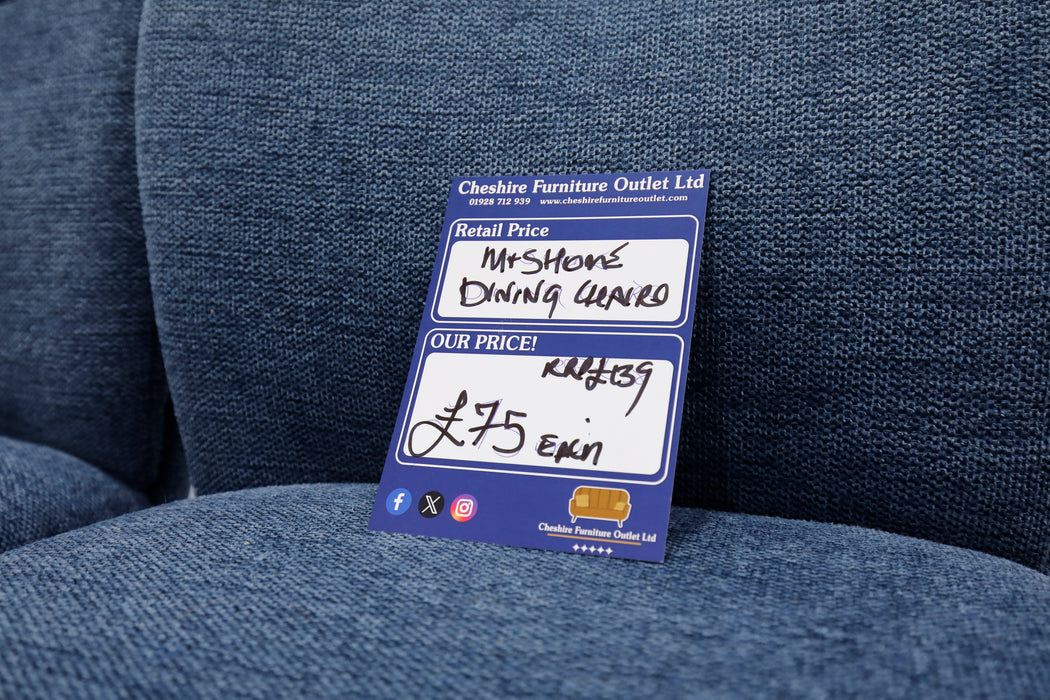 Cheshire Furniture Outlet Ltd
01928 712 939 www.cheshirefurnitureoutlet.com
Retail Price
M+S HOME
DINING CHAIRS
OUR PRICE!
RRP £139
£75 EACH
Cheshire Furniture Outlet Ltd